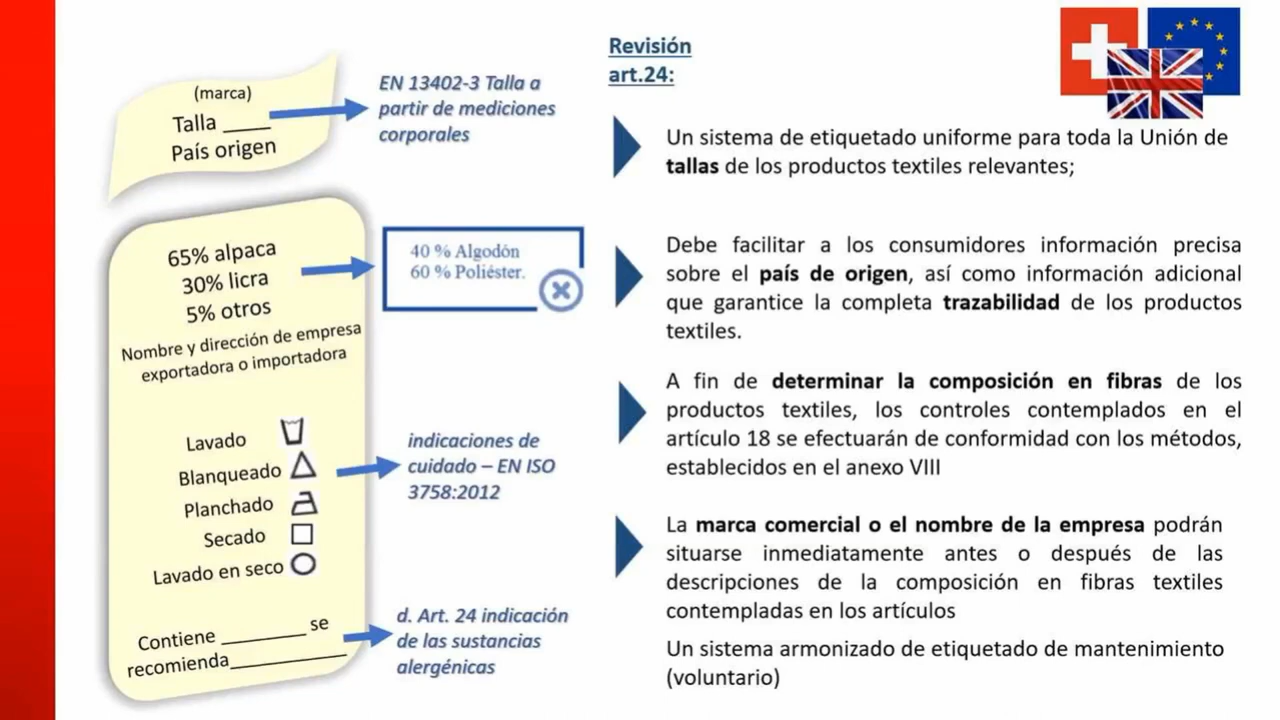 (marca)
Talla ____
País origen
EN 13402-3 Talla a
partir de mediciones
corporales
65% alpaca
30% licra
5% otros
Nombre y dirección de empresa
exportadora o importadora
40 % Algodón
60 % Poliéster.
Lavado
Blanqueado
Planchado
Secado
Lavado en seco
indicaciones de
cuidado – EN ISO
3758:2012
Contiene ________ se
recomienda___________
d. Art. 24 indicación
de las sustancias
alergénicas
Revisión
art.24:
Un sistema de etiquetado uniforme para toda la Unión de
tallas de los productos textiles relevantes;
Debe facilitar a los consumidores información precisa
sobre el país de origen, así como información adicional
que garantice la completa trazabilidad de los productos
textiles.
A fin de determinar la composición en fibras de los
productos textiles, los controles contemplados en el
artículo 18 se efectuarán de conformidad con los métodos,
establecidos en el anexo VIII
La marca comercial o el nombre de la empresa podrán
situarse inmediatamente antes o después de las
descripciones de la composición en fibras textiles
contempladas en los artículos
Un sistema armonizado de etiquetado de mantenimiento
(voluntario)